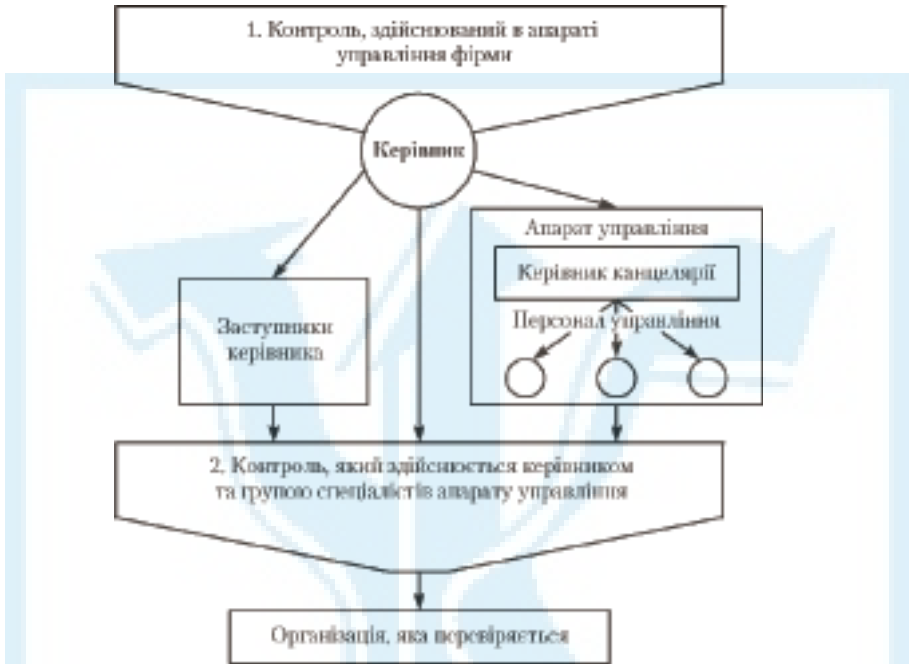 1. Контроль, здійснюваний в апараті
управління фірми
Керівник
Апарат управління
Керівник канцелярії
Персонал управління
Заступники
керівника
2. Контроль, який здійснюється керівником
та групою спеціалістів апарату управління
Організація, яка перевіряється